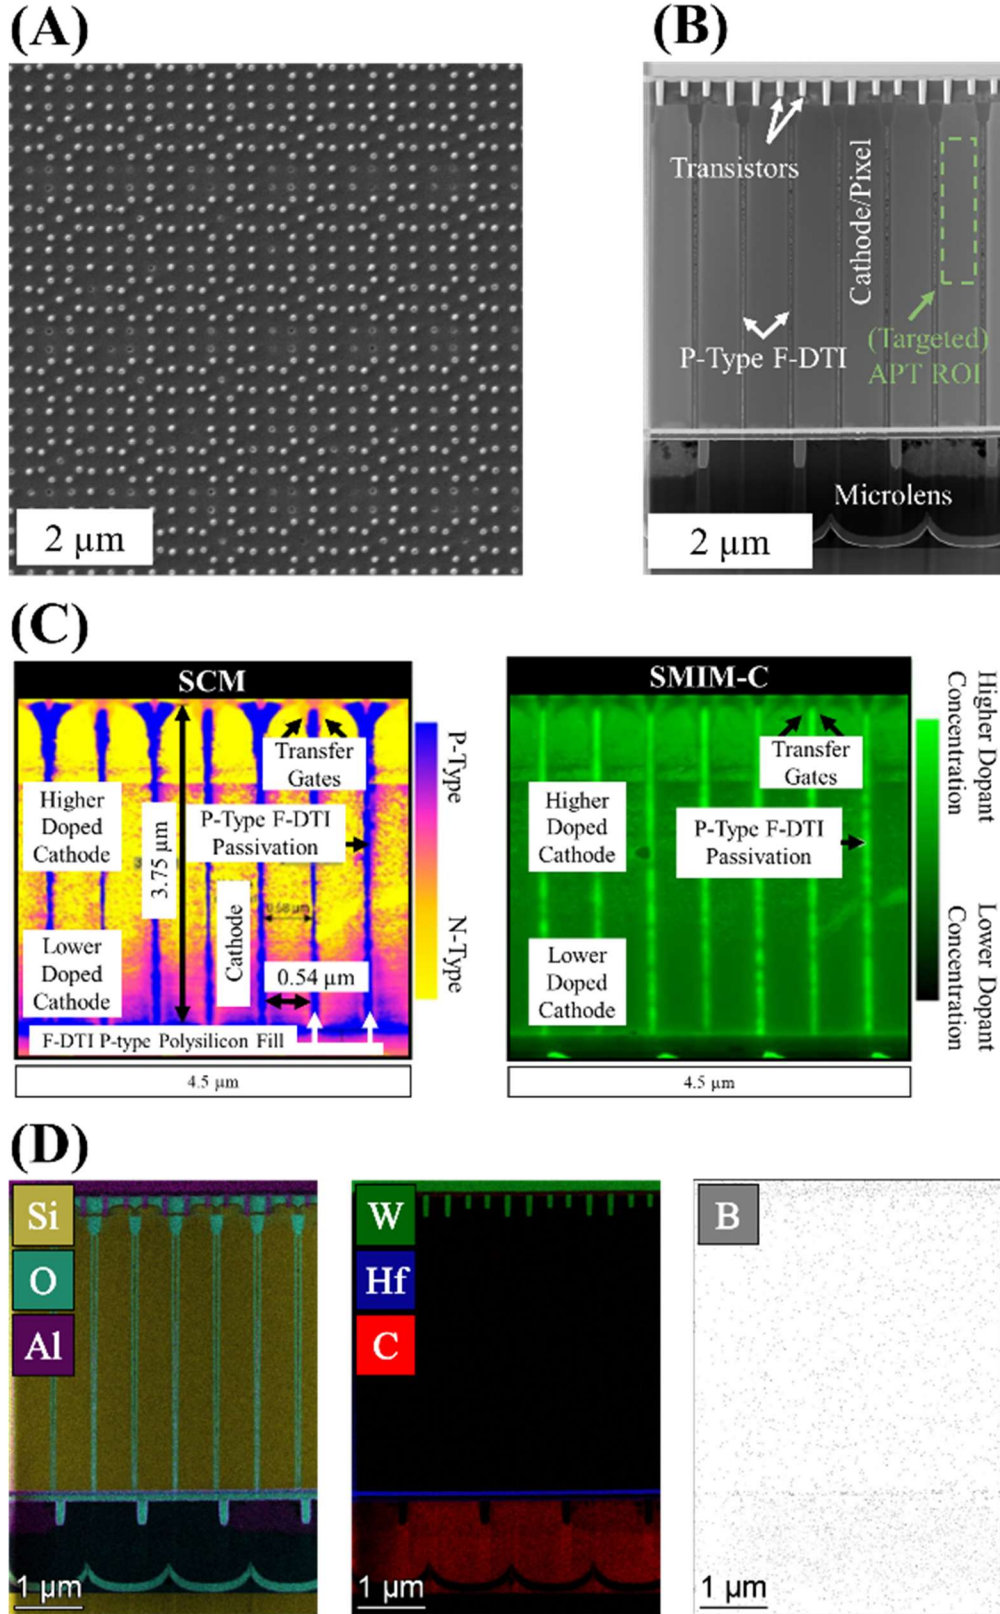 (A)
2 µm
(B)
Transistors
Cathode/Pixel
P-Type F-DTI
(Targeted)
APT ROI
Microlens
2 µm
(C)
SCM
Transfer
Gates
Higher
Doped
Cathode
3.75 µm
P-Type F-DTI
Passivation
Lower
Doped
Cathode
Cathode
0.54 µm
F-DTI P-type Polysilicon Fill
P-Type
N-Type
4.5 µm
SMIM-C
Transfer
Gates
Higher
Doped
Cathode
P-Type F-DTI
Passivation
Lower
Doped
Cathode
Higher Dopant
Concentration
Lower Dopant
Concentration
4.5 µm
(D)
Si
O
Al
1 µm
W
Hf
C
1 µm
B
1 µm